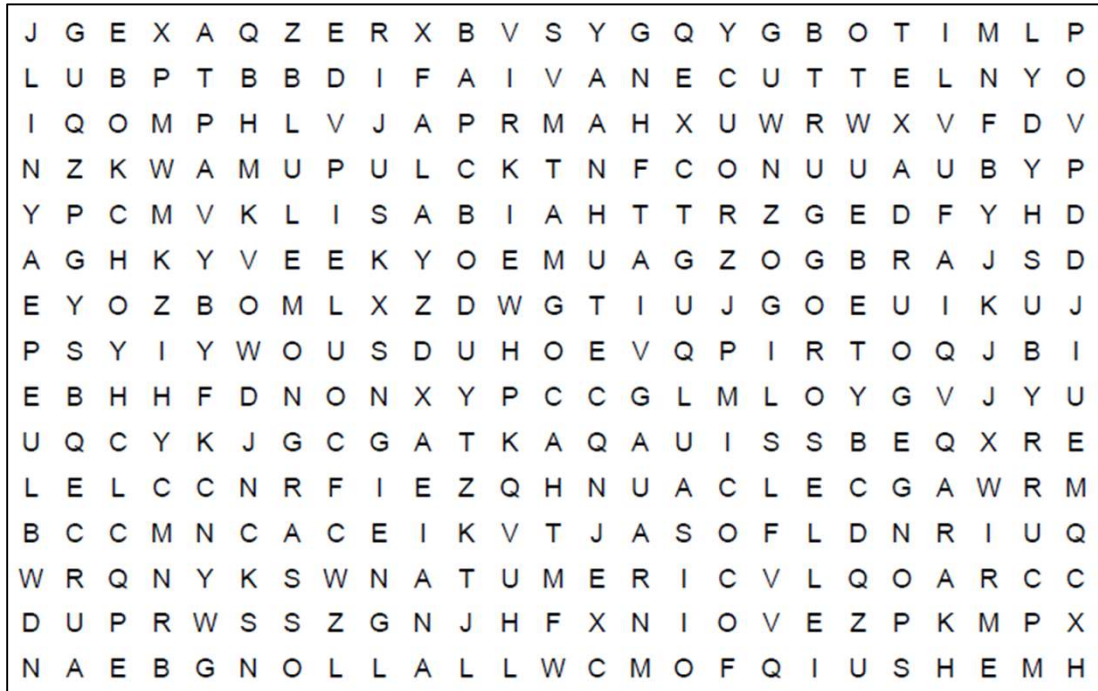 J G E X A Q Z E R X B V S Y G Q Y G B O T I M L P
L U B P T B B D I F A I V A N E C U T T E L N Y O
I Q O M P H L V J A P R M A H X U W R W X V F D V
N Z K W A M U P U L C K T N F C O N U U A U B Y P
Y P C M V K L I S A B I A H T T R Z G E D F Y H D
A G H K Y V E E K Y O E M U A G Z O G B R A J S D
E Y O Z B O M L X Z D W G T I U J G O E U I K U J
P S Y I Y W O U S D U H O E V Q P I R T O Q J B I
E B H H F D N O N X Y P C C G L M L O Y G V J Y U
U Q C Y K J G C G A T K A Q A U I S S B E Q X R E
L E L C C N R F I E Z Q H N U A C L E C G A W R M
B C C M N C A C E I K V T J A S O F L D N R I U Q
W R Q N Y K S W N A T U M E R I C V L Q O A R C C
D U P R W S S Z G N J H F X N I O V E Z P K M P X
N A E B G N O L L A L L W C M O F Q I U S H E M H